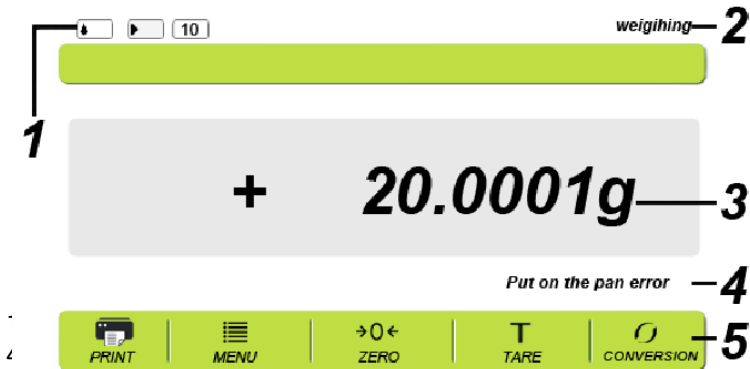 10
weigihing
2
1
+ 20.0001g
3
Put on the pan error
4
PRINT
MENU
→0←
ZERO
T
TARE
CONVERSION
5